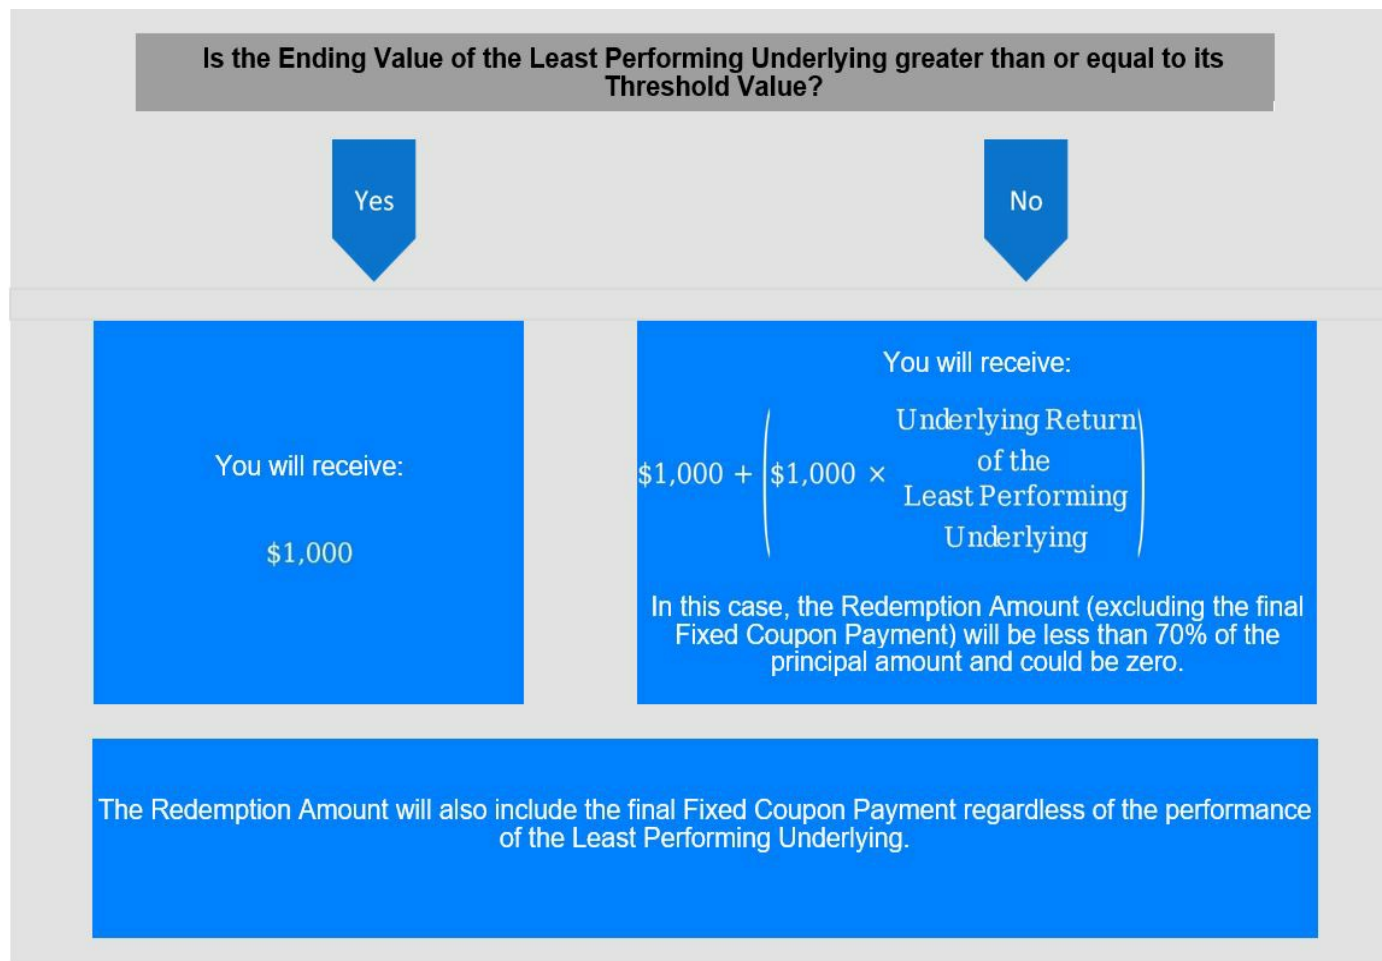 Is the Ending Value of the Least Performing Underlying greater than or equal to its
Threshold Value?
Yes
No
You will receive:
$1,000
You will receive:
$1,000 + ($1,000 × Underlying Return
of the
Least Performing
Underlying)
In this case, the Redemption Amount (excluding the final
Fixed Coupon Payment) will be less than 70% of the
principal amount and could be zero.
The Redemption Amount will also include the final Fixed Coupon Payment regardless of the performance
of the Least Performing Underlying.